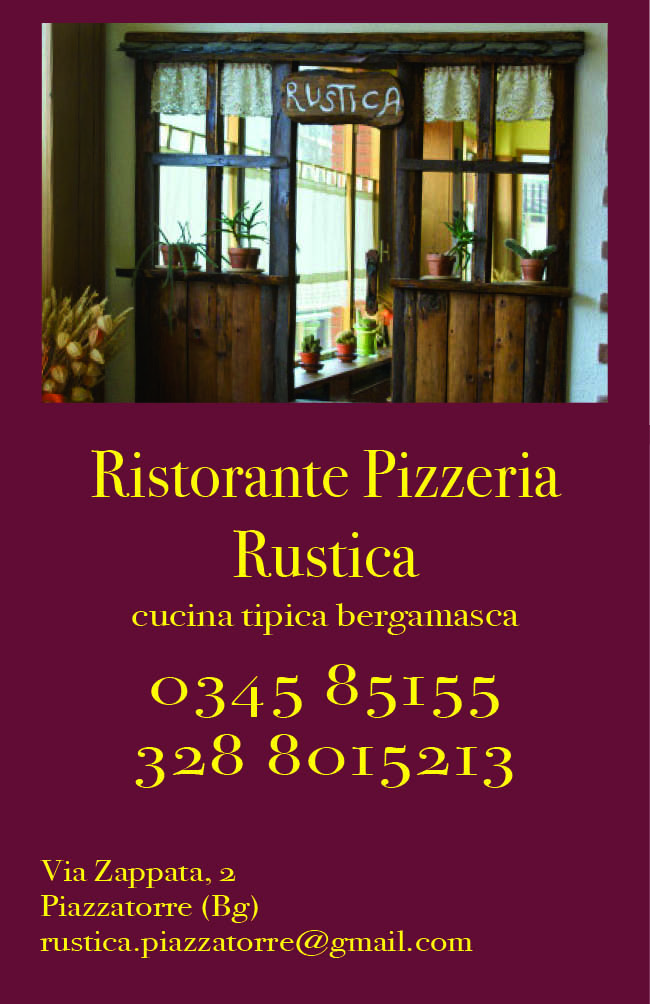 RUSTICA
Ristorante Pizzeria
Rustica
cucina tipica bergamasca
0345 85155
328 8015213
Via Zappata, 2
Piazzatorre (Bg)
rustica.piazzatorre@gmail.com